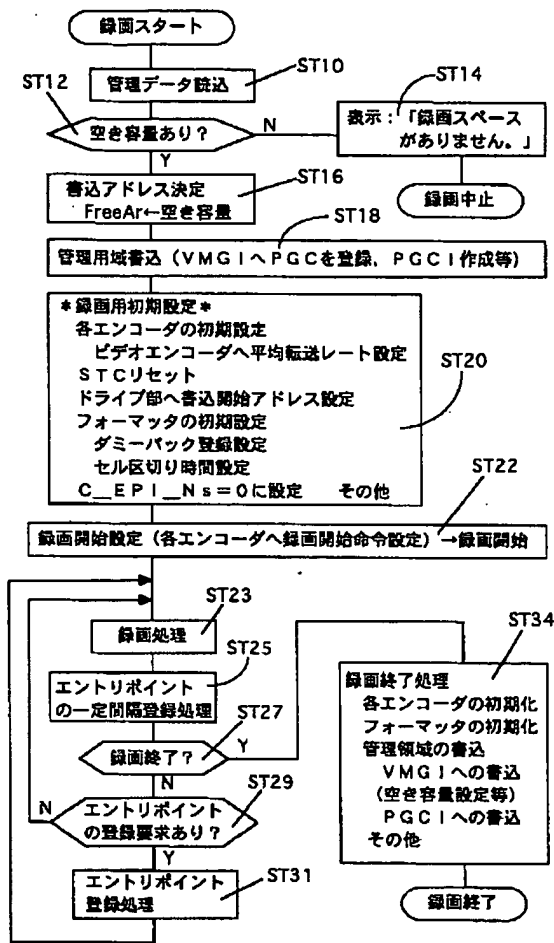 録画スタート
ST10
管理データ読込
ST12
空き容量あり?
N
ST14
表示:「録画スペース
がありません。」
録画中止
Y
ST16
書込アドレス決定
FreeAr←空き容量
ST18
管理用域書込(VMGIへPGCを登録, PGCI作成等)
*録画用初期設定*
各エンコーダの初期設定
ビデオエンコーダへ平均転送レート設定
STCリセット
ドライブ部へ書込開始アドレス設定
フォーマッタの初期設定
ダミーパック登録設定
セル区切り時間設定
C_EPI_Ns=0に設定 その他
ST20
ST22
録画開始設定(各エンコーダへ録画開始命令設定)→録画開始
ST23
録画処理
ST25
エントリポイント
の一定間隔登録処理
ST27
録画終了?
Y
N
ST29
エントリポイント
の登録要求あり?
N
Y
ST31
エントリポイント
登録処理
ST34
録画終了処理
各エンコーダの初期化
フォーマッタの初期化
管理領域の書込
VMGIへの書込
(空き容量設定等)
PGCIへの書込
その他
録画終了